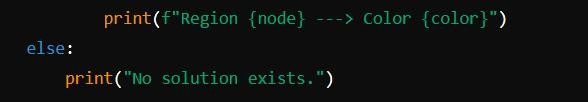 print(f"Region {node} ---> Color {color}")
else:
print("No solution exists.")